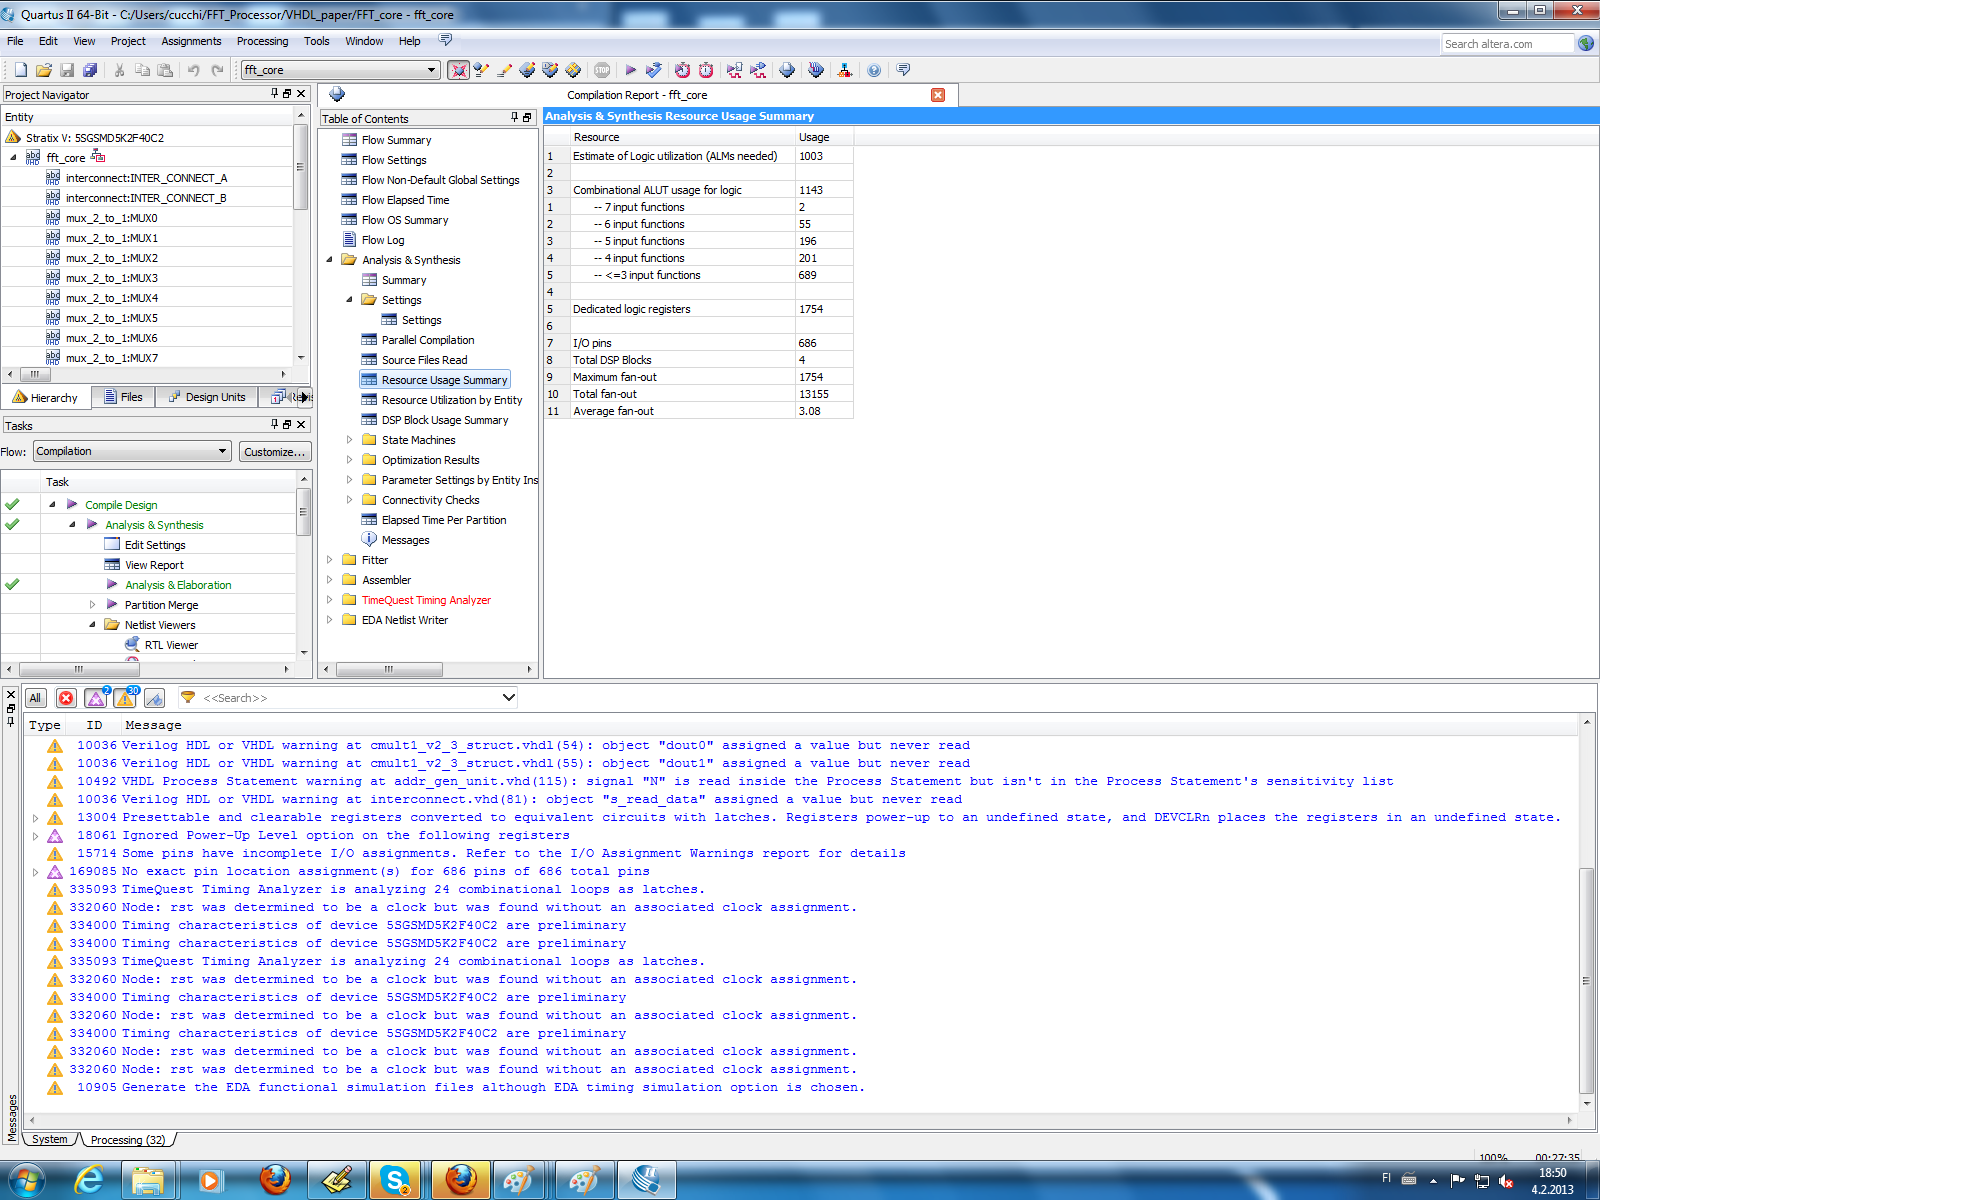 Quartus II 64-Bit - C:/Users/cucchi/FFT_Processor/VHDL_paper/FFT_core - fft_core
File Edit View Project Assignments Processing Tools Window Help
Search altera.com
fft_core
STOP
Project Navigator
Entity
Stratix V: 5SGSMD5K2F40C2
fft_core
interconnect:INTER_CONNECT_A
interconnect:INTER_CONNECT_B
mux_2_to_1:MUX0
mux_2_to_1:MUX1
mux_2_to_1:MUX2
mux_2_to_1:MUX3
mux_2_to_1:MUX4
mux_2_to_1:MUX5
mux_2_to_1:MUX6
mux_2_to_1:MUX7
Hierarchy Files Design Units
Tasks
Flow: Compilation Customize...
Task
Compile Design
Analysis & Synthesis
Edit Settings
View Report
Analysis & Elaboration
Partition Merge
Netlist Viewers
RTL Viewer
Compilation Report - fft_core
Table of Contents
Flow Summary
Flow Settings
Flow Non-Default Global Settings
Flow Elapsed Time
Flow OS Summary
Flow Log
Analysis & Synthesis
Summary
Settings
Settings
Parallel Compilation
Source Files Read
Resource Usage Summary
Resource Utilization by Entity
DSP Block Usage Summary
State Machines
Optimization Results
Parameter Settings by Entity Ins
Connectivity Checks
Elapsed Time Per Partition
Messages
Fitter
Assembler
TimeQuest Timing Analyzer
EDA Netlist Writer
Analysis & Synthesis Resource Usage Summary
Resource Usage
1 Estimate of Logic utilization (ALMs needed) 1003
2
3 Combinational ALUT usage for logic 1143
1 -- 7 input functions 2
2 -- 6 input functions 55
3 -- 5 input functions 196
4 -- 4 input functions 201
5 -- <=3 input functions 689
4
5 Dedicated logic registers 1754
6
7 I/O pins 686
8 Total DSP Blocks 4
9 Maximum fan-out 1754
10 Total fan-out 13155
11 Average fan-out 3.08
All 2 30 <<Search>>
Type ID Message
10036 Verilog HDL or VHDL warning at cmult1_v2_3_struct.vhdl(54): object "dout0" assigned a value but never read
10036 Verilog HDL or VHDL warning at cmult1_v2_3_struct.vhdl(55): object "dout1" assigned a value but never read
10492 VHDL Process Statement warning at addr_gen_unit.vhd(115): signal "N" is read inside the Process Statement but isn't in the Process Statement's sensitivity list
10036 Verilog HDL or VHDL warning at interconnect.vhd(81): object "s_read_data" assigned a value but never read
13004 Presettable and clearable registers converted to equivalent circuits with latches. Registers power-up to an undefined state, and DEVCLRn places the registers in an undefined state.
18061 Ignored Power-Up Level option on the following registers
15714 Some pins have incomplete I/O assignments. Refer to the I/O Assignment Warnings report for details
169085 No exact pin location assignment(s) for 686 pins of 686 total pins
335093 TimeQuest Timing Analyzer is analyzing 24 combinational loops as latches.
332060 Node: rst was determined to be a clock but was found without an associated clock assignment.
334000 Timing characteristics of device 5SGSMD5K2F40C2 are preliminary
334000 Timing characteristics of device 5SGSMD5K2F40C2 are preliminary
335093 TimeQuest Timing Analyzer is analyzing 24 combinational loops as latches.
332060 Node: rst was determined to be a clock but was found without an associated clock assignment.
334000 Timing characteristics of device 5SGSMD5K2F40C2 are preliminary
332060 Node: rst was determined to be a clock but was found without an associated clock assignment.
334000 Timing characteristics of device 5SGSMD5K2F40C2 are preliminary
332060 Node: rst was determined to be a clock but was found without an associated clock assignment.
332060 Node: rst was determined to be a clock but was found without an associated clock assignment.
10905 Generate the EDA functional simulation files although EDA timing simulation option is chosen.
Messages
System Processing (32)
100% 00:27:35
FI 18:50
4.2.2013